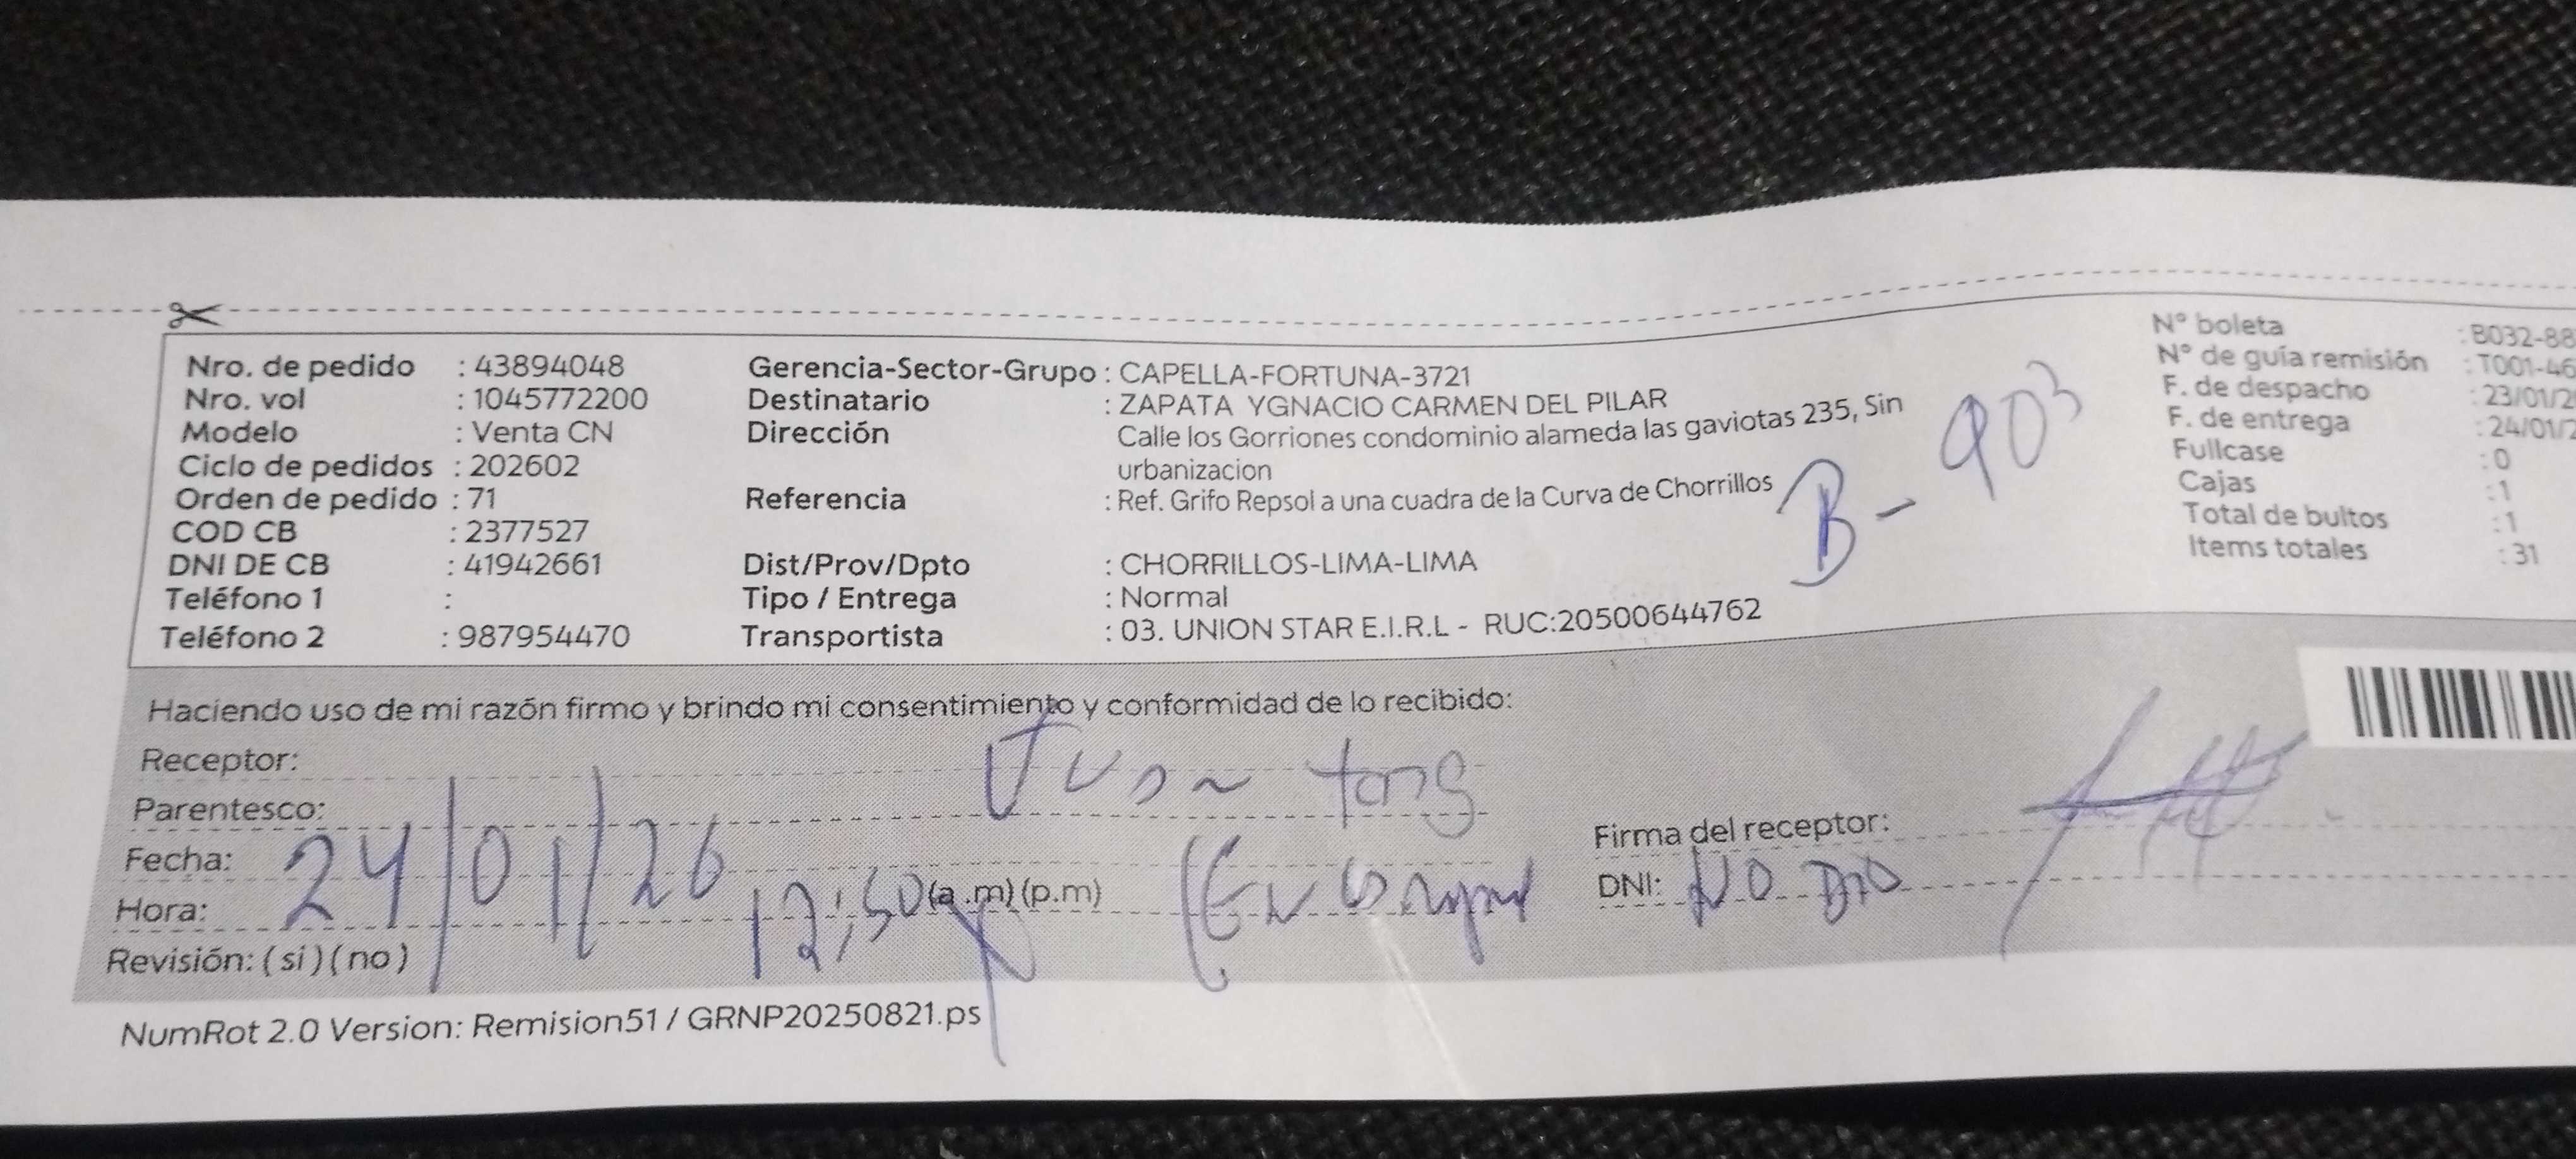 Nro. de pedido : 43894048
Nro. vol : 1045772200
Modelo : Venta CN
Ciclo de pedidos : 202602
Orden de pedido : 71
COD CB : 2377527
DNI DE CB : 41942661
Teléfono 1 :
Teléfono 2 : 987954470
Gerencia-Sector-Grupo : CAPELLA-FORTUNA-3721
Destinatario : ZAPATA YGNACIO CARMEN DEL PILAR
Dirección Calle los Gorriones condominio alameda las gaviotas 235, Sin
urbanizacion
Referencia : Ref. Grifo Repsol a una cuadra de la Curva de Chorrillos
Dist/Prov/Dpto : CHORRILLOS-LIMA-LIMA
Tipo / Entrega : Normal
Transportista : 03. UNION STAR E.I.R.L - RUC:20500644762
B-903
N° boleta : B032-88
N° de guía remisión : T001-46
F. de despacho : 23/01/2
F. de entrega : 24/01/2
Fullcase : 0
Cajas : 1
Total de bultos : 1
Items totales : 31
Haciendo uso de mi razón firmo y brindo mi consentimiento y conformidad de lo recibido:
Receptor: Juan
Parentesco:
Fecha: 24/01/26
Hora: 12:50 (a.m) (p.m)
Revisión: ( si ) ( no )
Firma del receptor:
DNI: NO DIO
NumRot 2.0 Version: Remision51 / GRNP20250821.ps